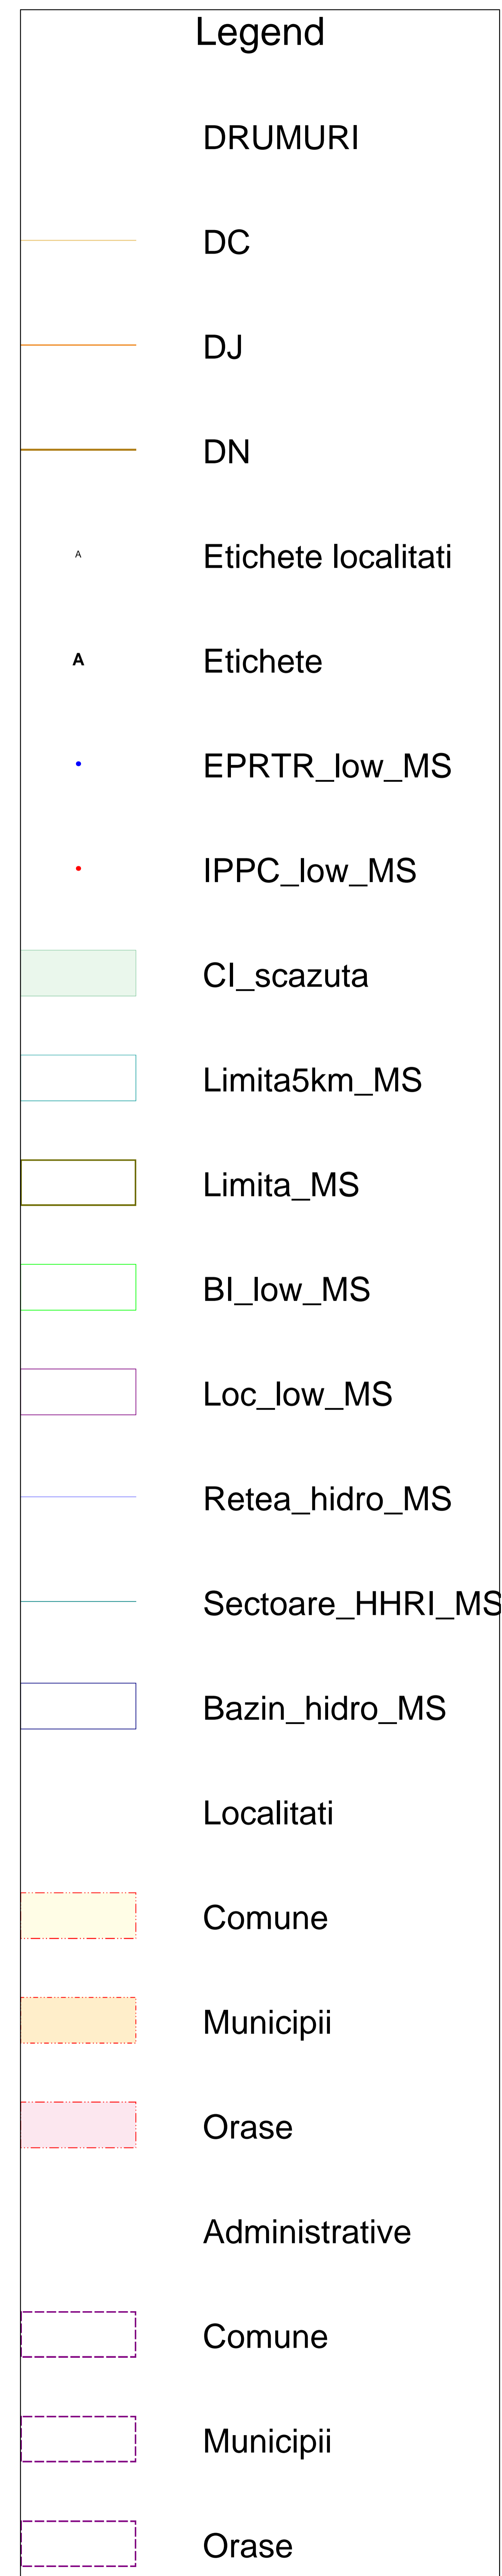 Legend
DRUMURI
DC
DJ
DN
A Etichete localitati
A Etichete
EPRTR_low_MS
IPPC_low_MS
CI_scazuta
Limita5km_MS
Limita_MS
BI_low_MS
Loc_low_MS
Retea_hidro_MS
Sectoare_HHRI_MS
Bazin_hidro_MS
Localitati
Comune
Municipii
Orase
Administrative
Comune
Municipii
Orase